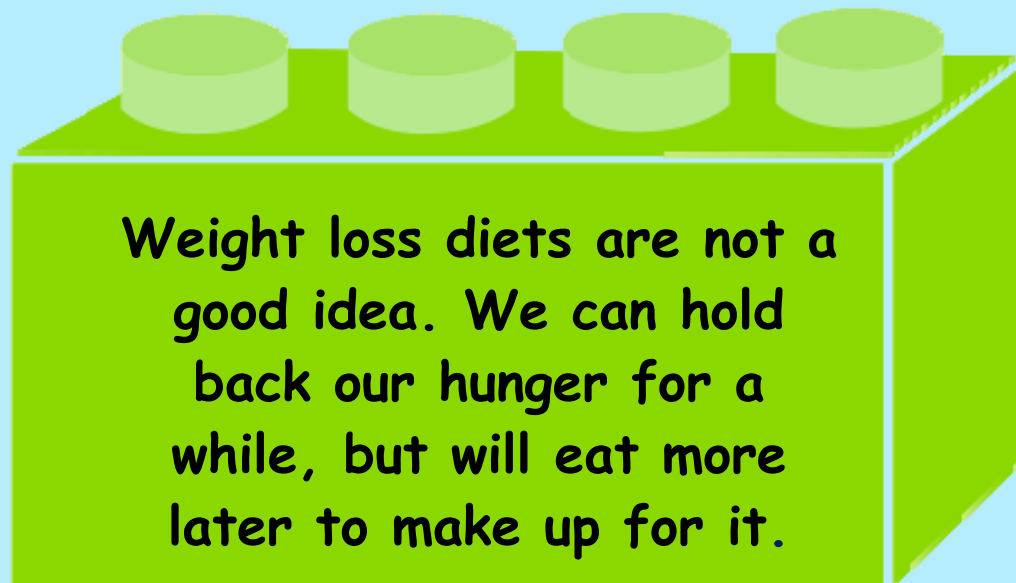 Weight loss diets are not a
good idea. We can hold
back our hunger for a
while, but will eat more
later to make up for it.